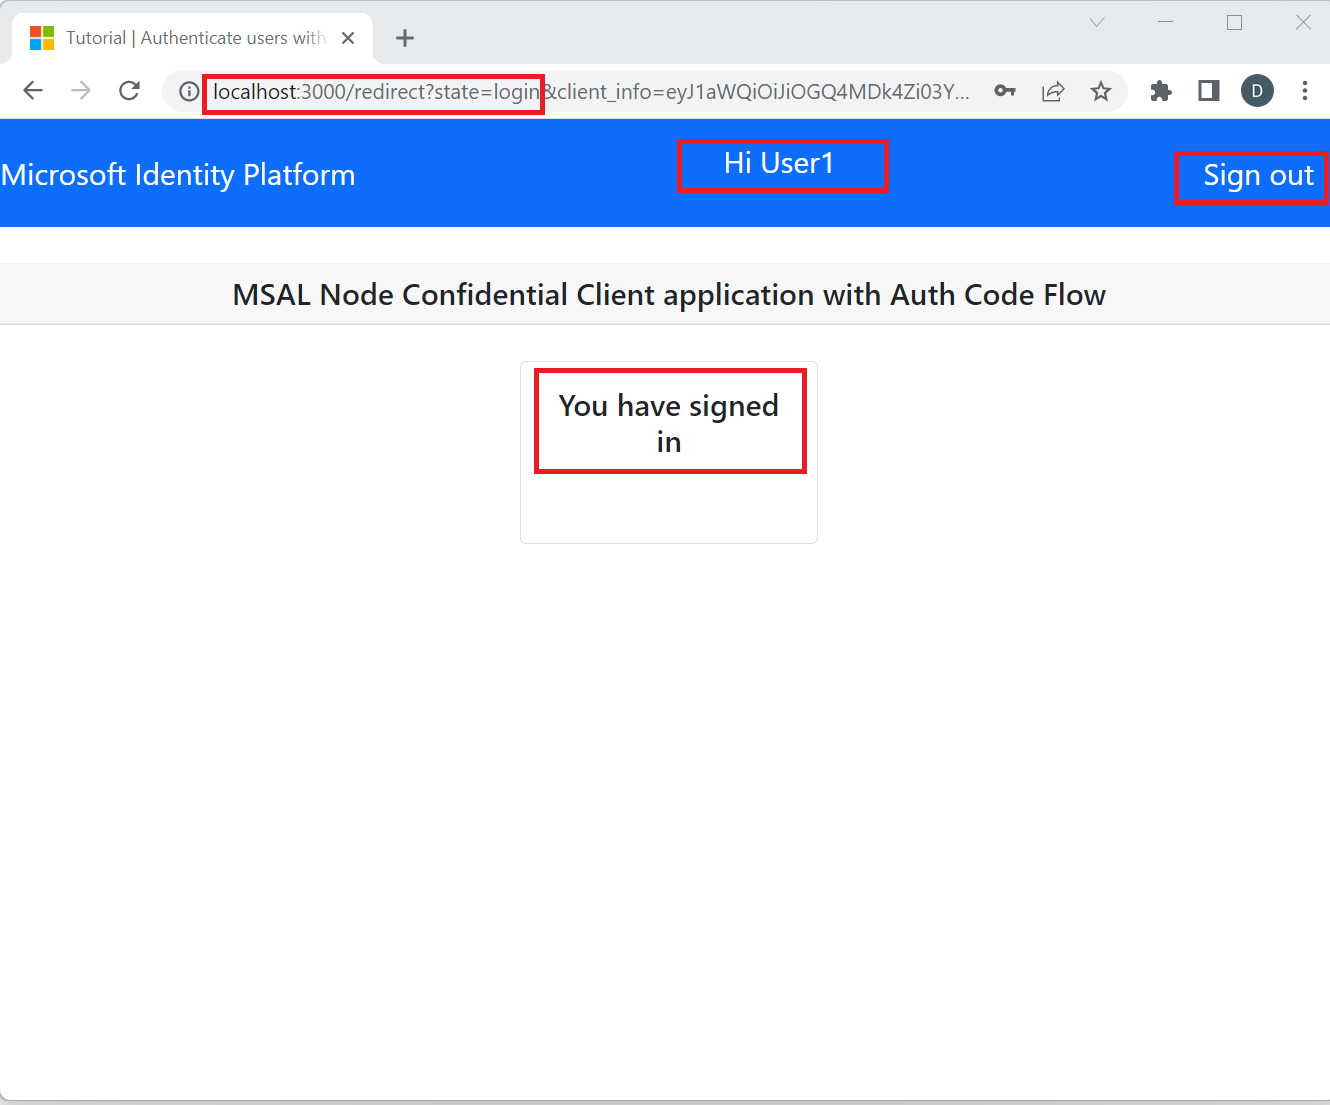 Tutorial | Authenticate users with
localhost:3000/redirect?state=login&client_info=eyJ1aWQiOiJiOGQ4MDk4Zi03Y...
D
Microsoft Identity Platform
Hi User1
Sign out
MSAL Node Confidential Client application with Auth Code Flow
You have signed
in